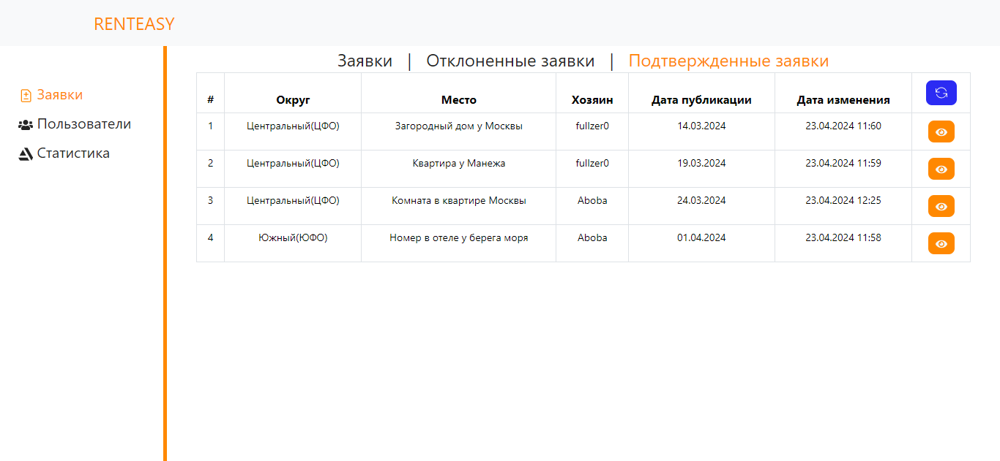 RENTEASY
Заявки | Отклоненные заявки | Подтвержденные заявки
Заявки
Пользователи
Статистика
# Округ Место Хозяин Дата публикации Дата изменения
1 Центральный(ЦФО) Загородный дом у Москвы fullzer0 14.03.2024 23.04.2024 11:60
2 Центральный(ЦФО) Квартира у Манежа fullzer0 19.03.2024 23.04.2024 11:59
3 Центральный(ЦФО) Комната в квартире Москвы Aboba 24.03.2024 23.04.2024 12:25
4 Южный(ЮФО) Номер в отеле у берега моря Aboba 01.04.2024 23.04.2024 11:58